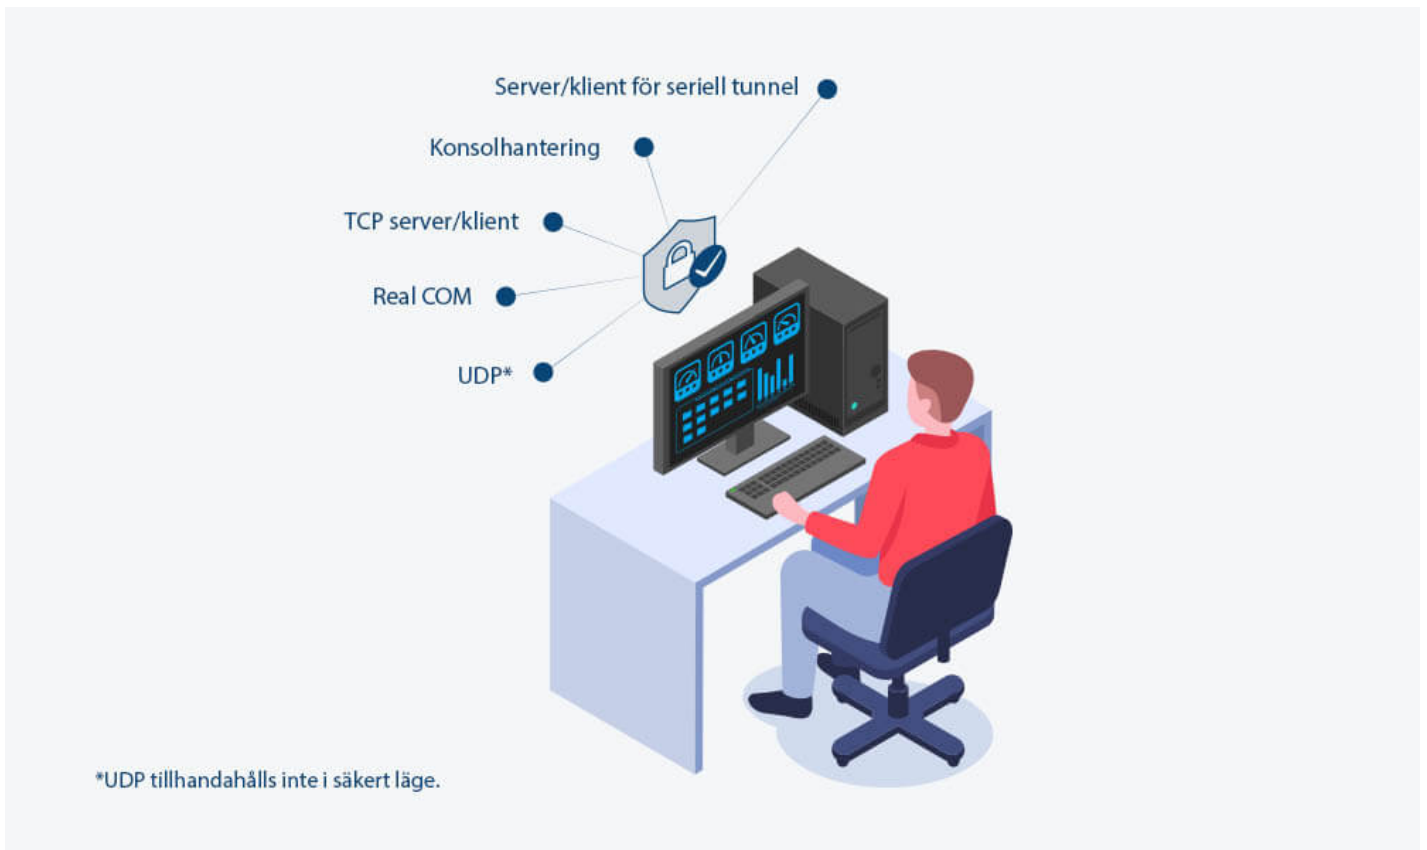 Server/klient för seriell tunnel
Konsolhantering
TCP server/klient
Real COM
UDP*
*UDP tillhandahålls inte i säkert läge.